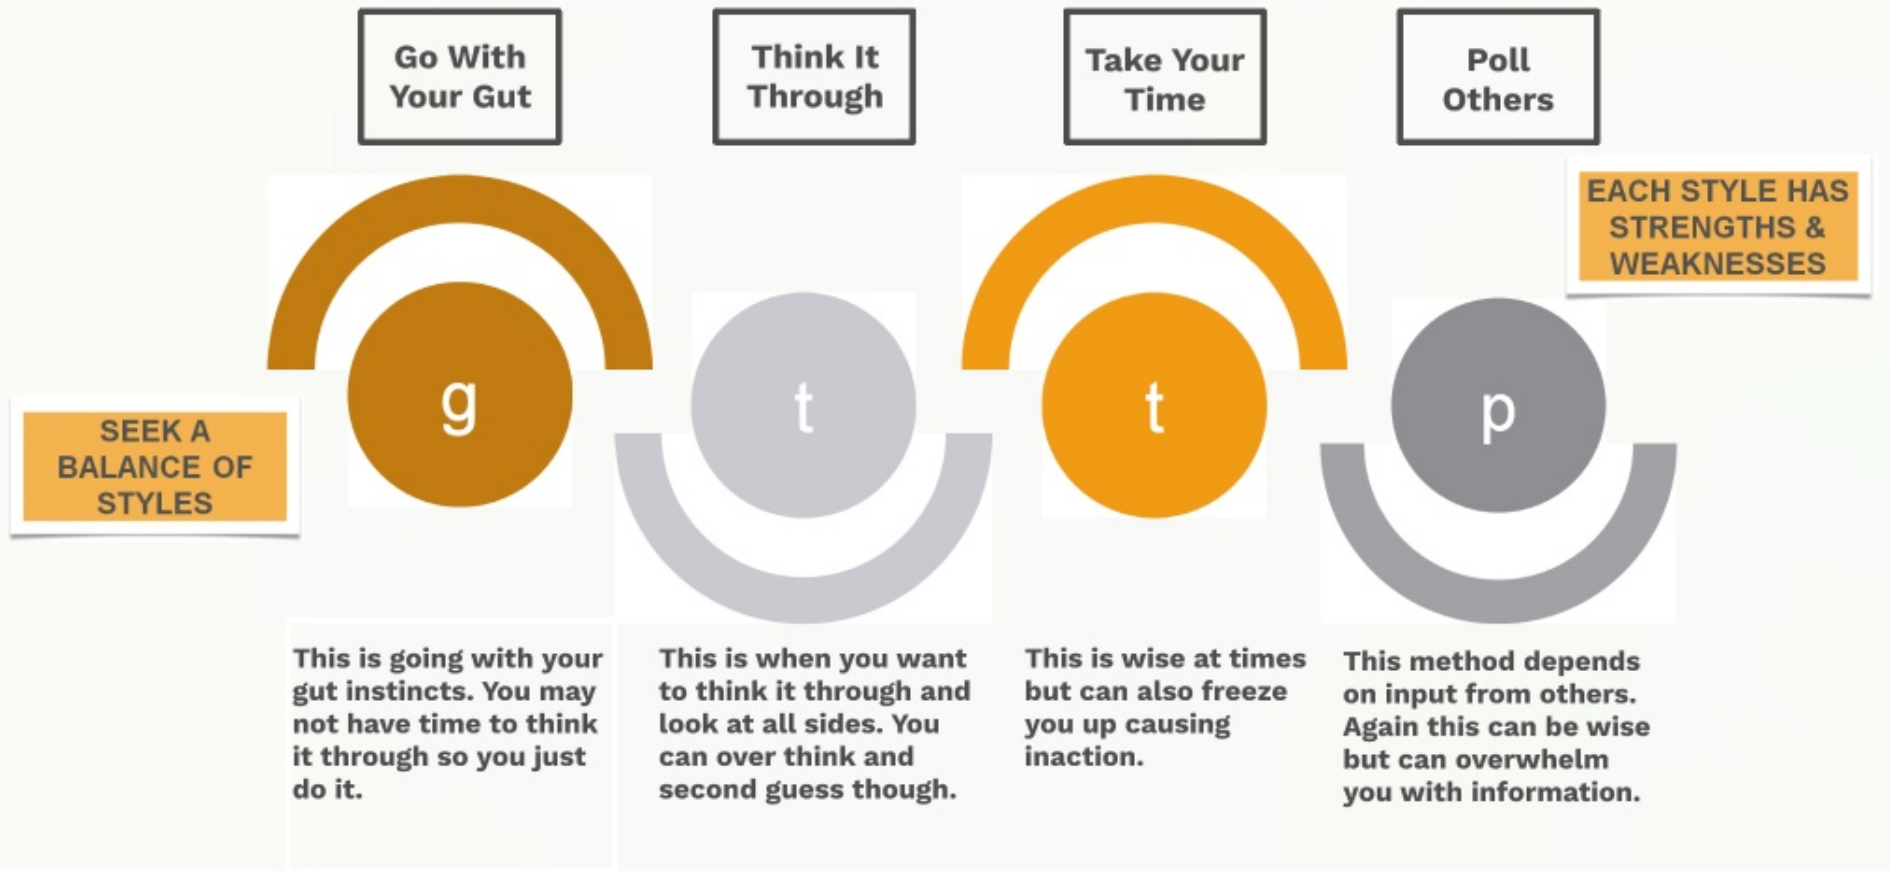 Go With
Your Gut
Think It
Through
Take Your
Time
Poll
Others
EACH STYLE HAS
STRENGTHS &
WEAKNESSES
SEEK A
BALANCE OF
STYLES
g
t
t
p
This is going with your
gut instincts. You may
not have time to think
it through so you just
do it.
This is when you want
to think it through and
look at all sides. You
can over think and
second guess though.
This is wise at times
but can also freeze
you up causing
inaction.
This method depends
on input from others.
Again this can be wise
but can overwhelm
you with information.